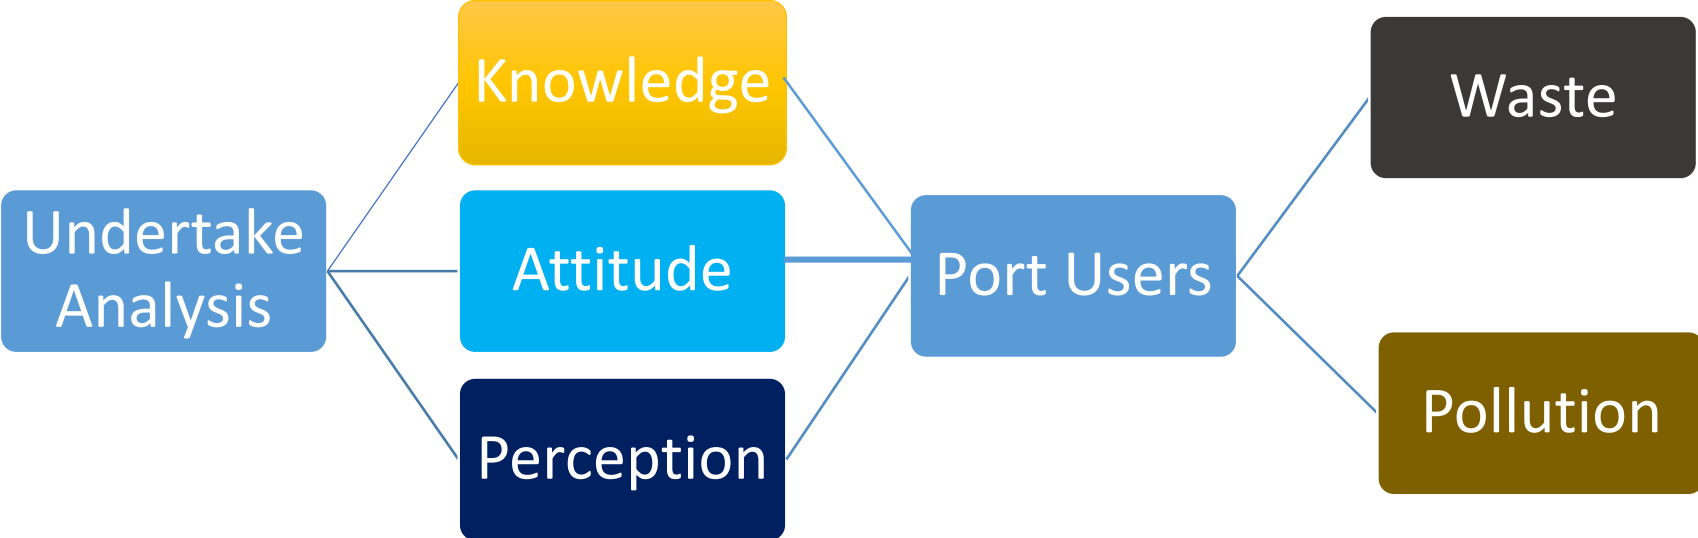 Undertake
Analysis
Knowledge
Attitude
Perception
Port Users
Waste
Pollution